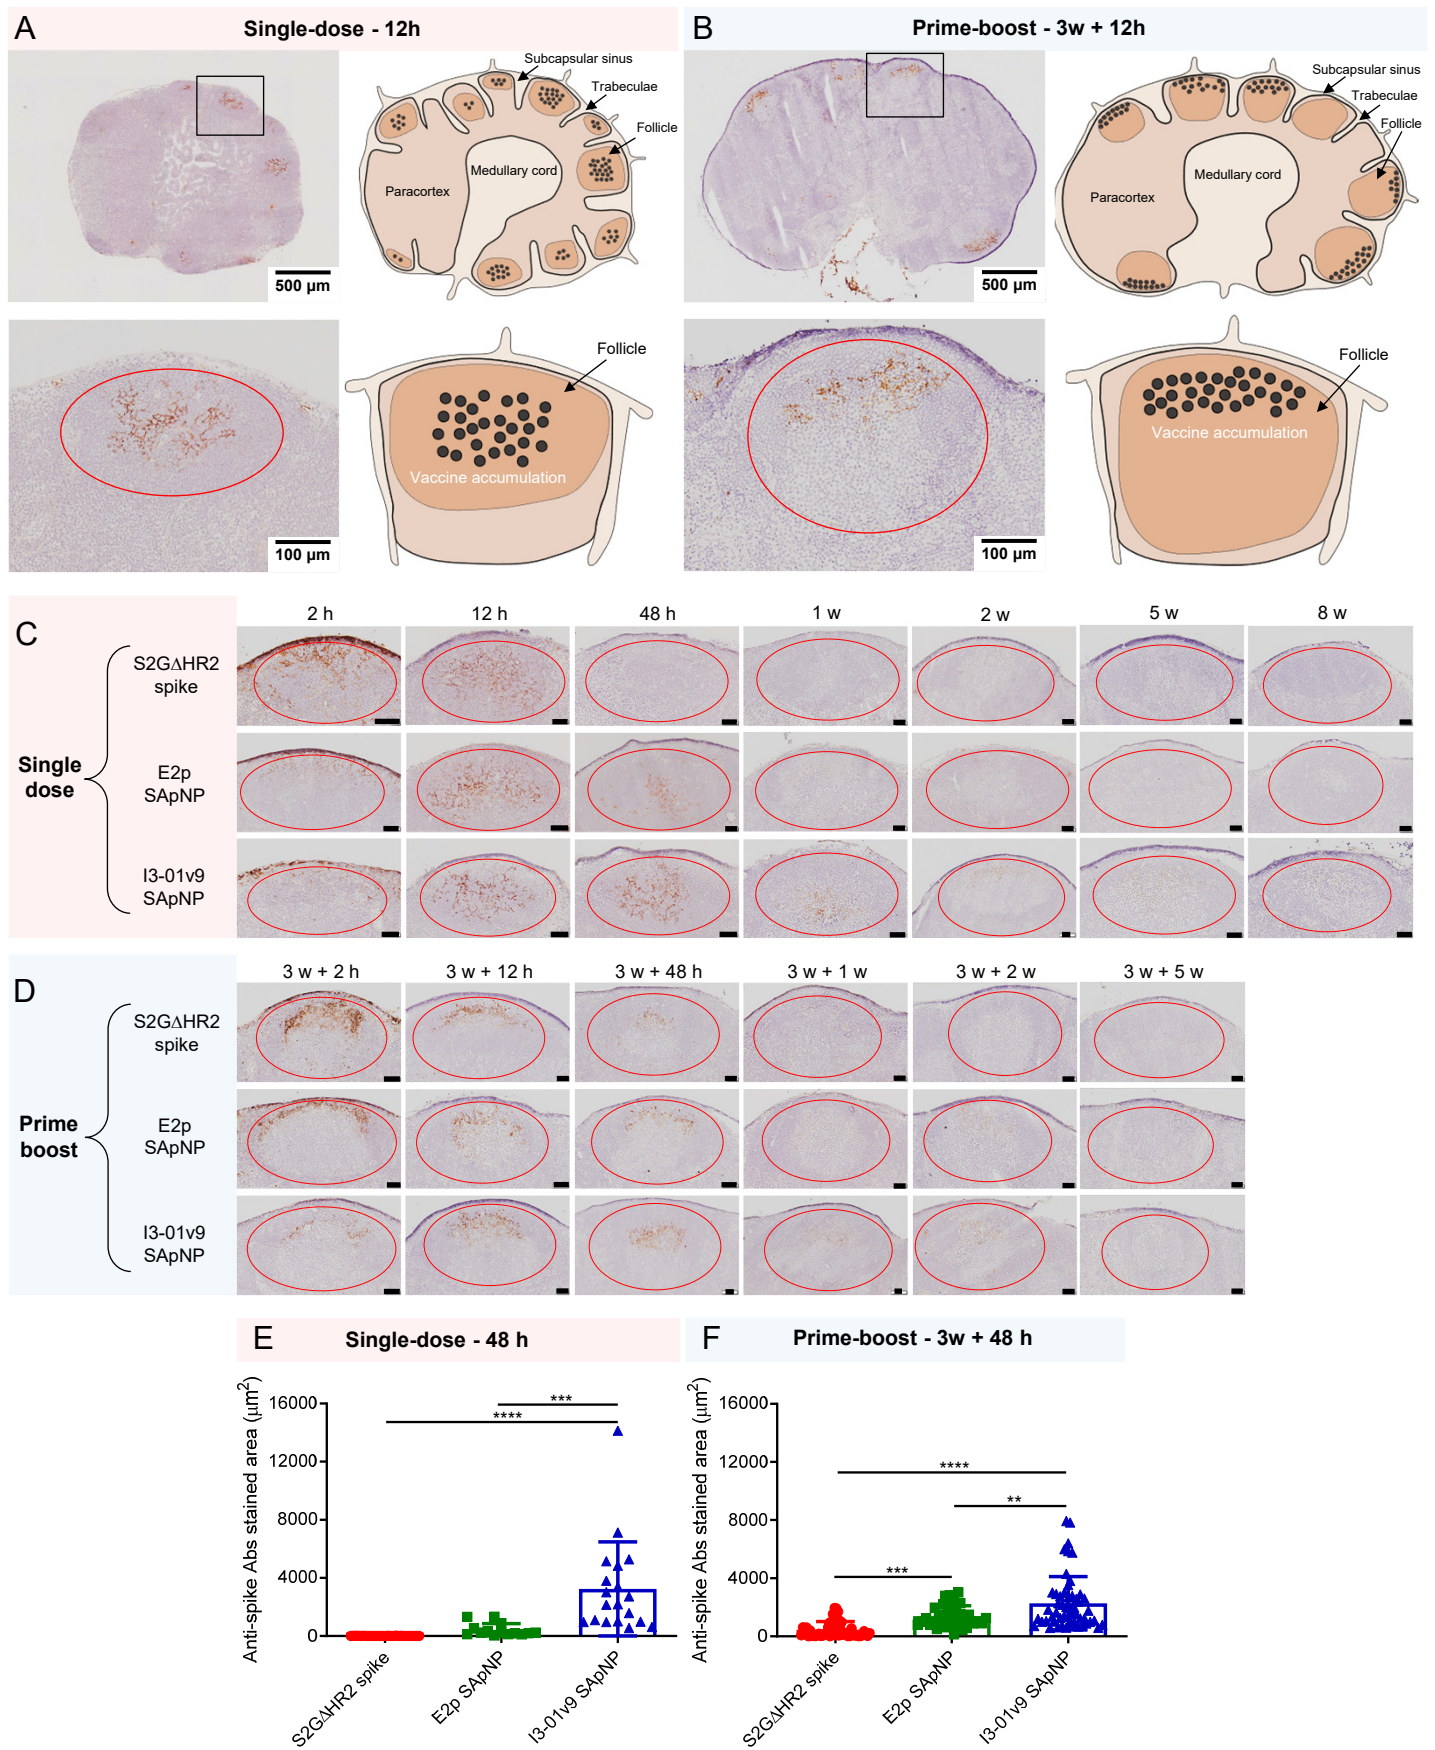 A
Single-dose - 12h
Subcapsular sinus
Trabeculae
Follicle
Medullary cord
Paracortex
500 µm
Follicle
Vaccine accumulation
100 µm
B
Prime-boost - 3w + 12h
Subcapsular sinus
Trabeculae
Follicle
Medullary cord
Paracortex
500 µm
Follicle
Vaccine accumulation
100 µm
C
2 h
12 h
48 h
1 w
2 w
5 w
8 w
Single
dose
S2GΔHR2
spike
E2p
SApNP
I3-01v9
SApNP
D
3 w + 2 h
3 w + 12 h
3 w + 48 h
3 w + 1 w
3 w + 2 w
3 w + 5 w
Prime
boost
S2GΔHR2
spike
E2p
SApNP
I3-01v9
SApNP
E
Single-dose - 48 h
Anti-spike Abs stained area (µm²)
16000
12000
8000
4000
0
***
****
S2GΔHR2 spike
E2p SApNP
I3-01v9 SApNP
F
Prime-boost - 3w + 48 h
Anti-spike Abs stained area (µm²)
16000
12000
8000
4000
0
****
**
***
S2GΔHR2 spike
E2p SApNP
I3-01v9 SApNP